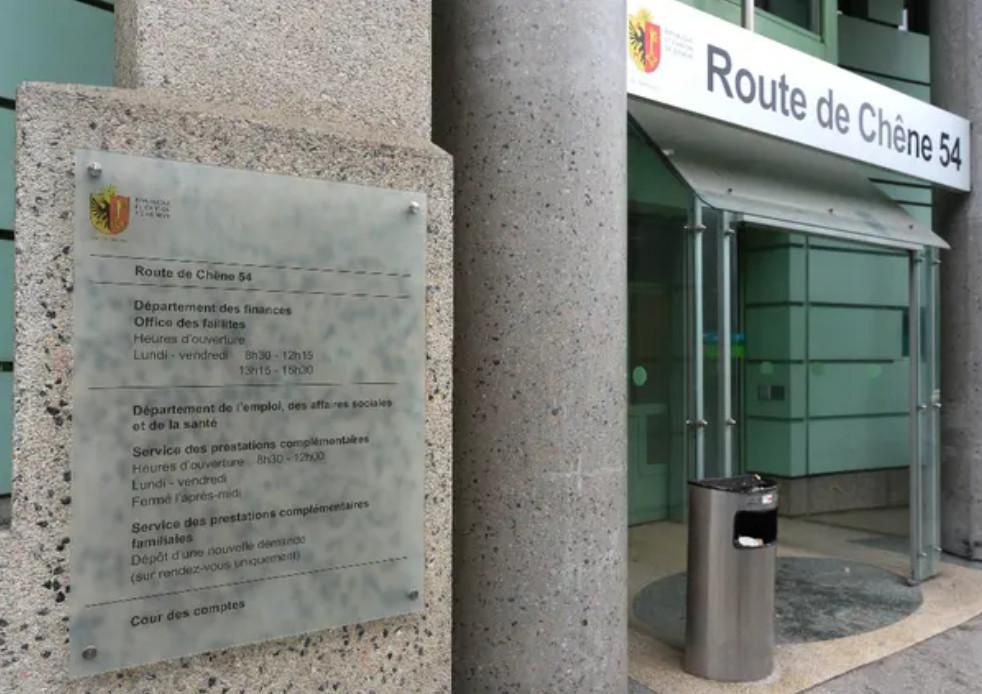 Route de Chêne 54
Département des finances
Office des faillites
Heures d'ouverture
Lundi - vendredi 8h30 - 12h15
13h15 - 16h30
Département de l'emploi, des affaires sociales
et de la santé
Service des prestations complémentaires
Heures d'ouverture 8h30 - 12h00
Lundi - vendredi
Fermé l'après-midi
Service des prestations complémentaires
familiales
Dépôt d'une nouvelle demande
(sur rendez-vous uniquement)
Cour des comptes
Route de Chêne 54